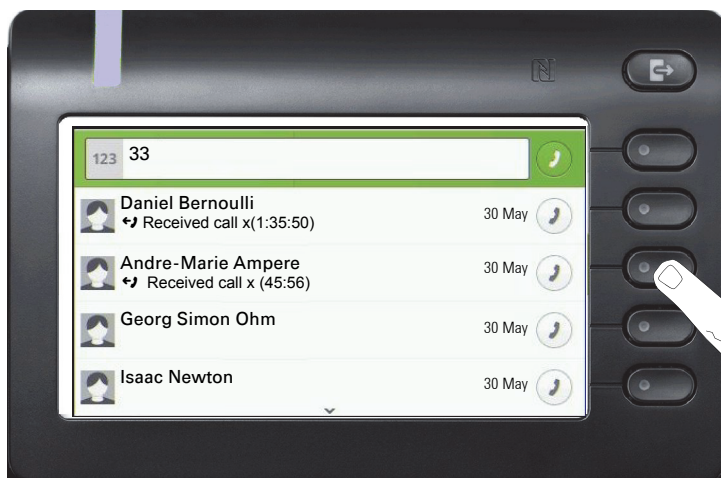 123 33
Daniel Bernoulli
Received call x(1:35:50)
30 May
Andre-Marie Ampere
Received call x (45:56)
30 May
Georg Simon Ohm
30 May
Isaac Newton
30 May